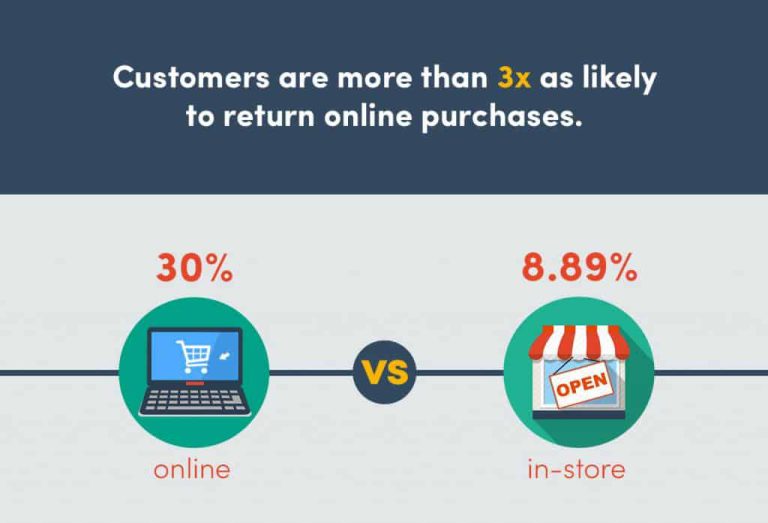 Customers are more than 3x as likely
to return online purchases.
30%
8.89%
VS
OPEN
online
in-store